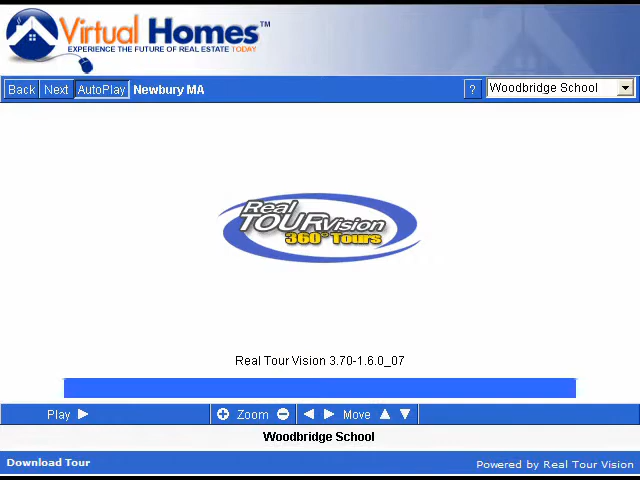 Virtual Homes™
EXPERIENCE THE FUTURE OF REAL ESTATE TODAY
Back Next AutoPlay Newbury MA ? Woodbridge School
Real
TOURVision
360° Tours
Real Tour Vision 3.70-1.6.0_07
Play Zoom Move
Woodbridge School
Download Tour Powered by Real Tour Vision